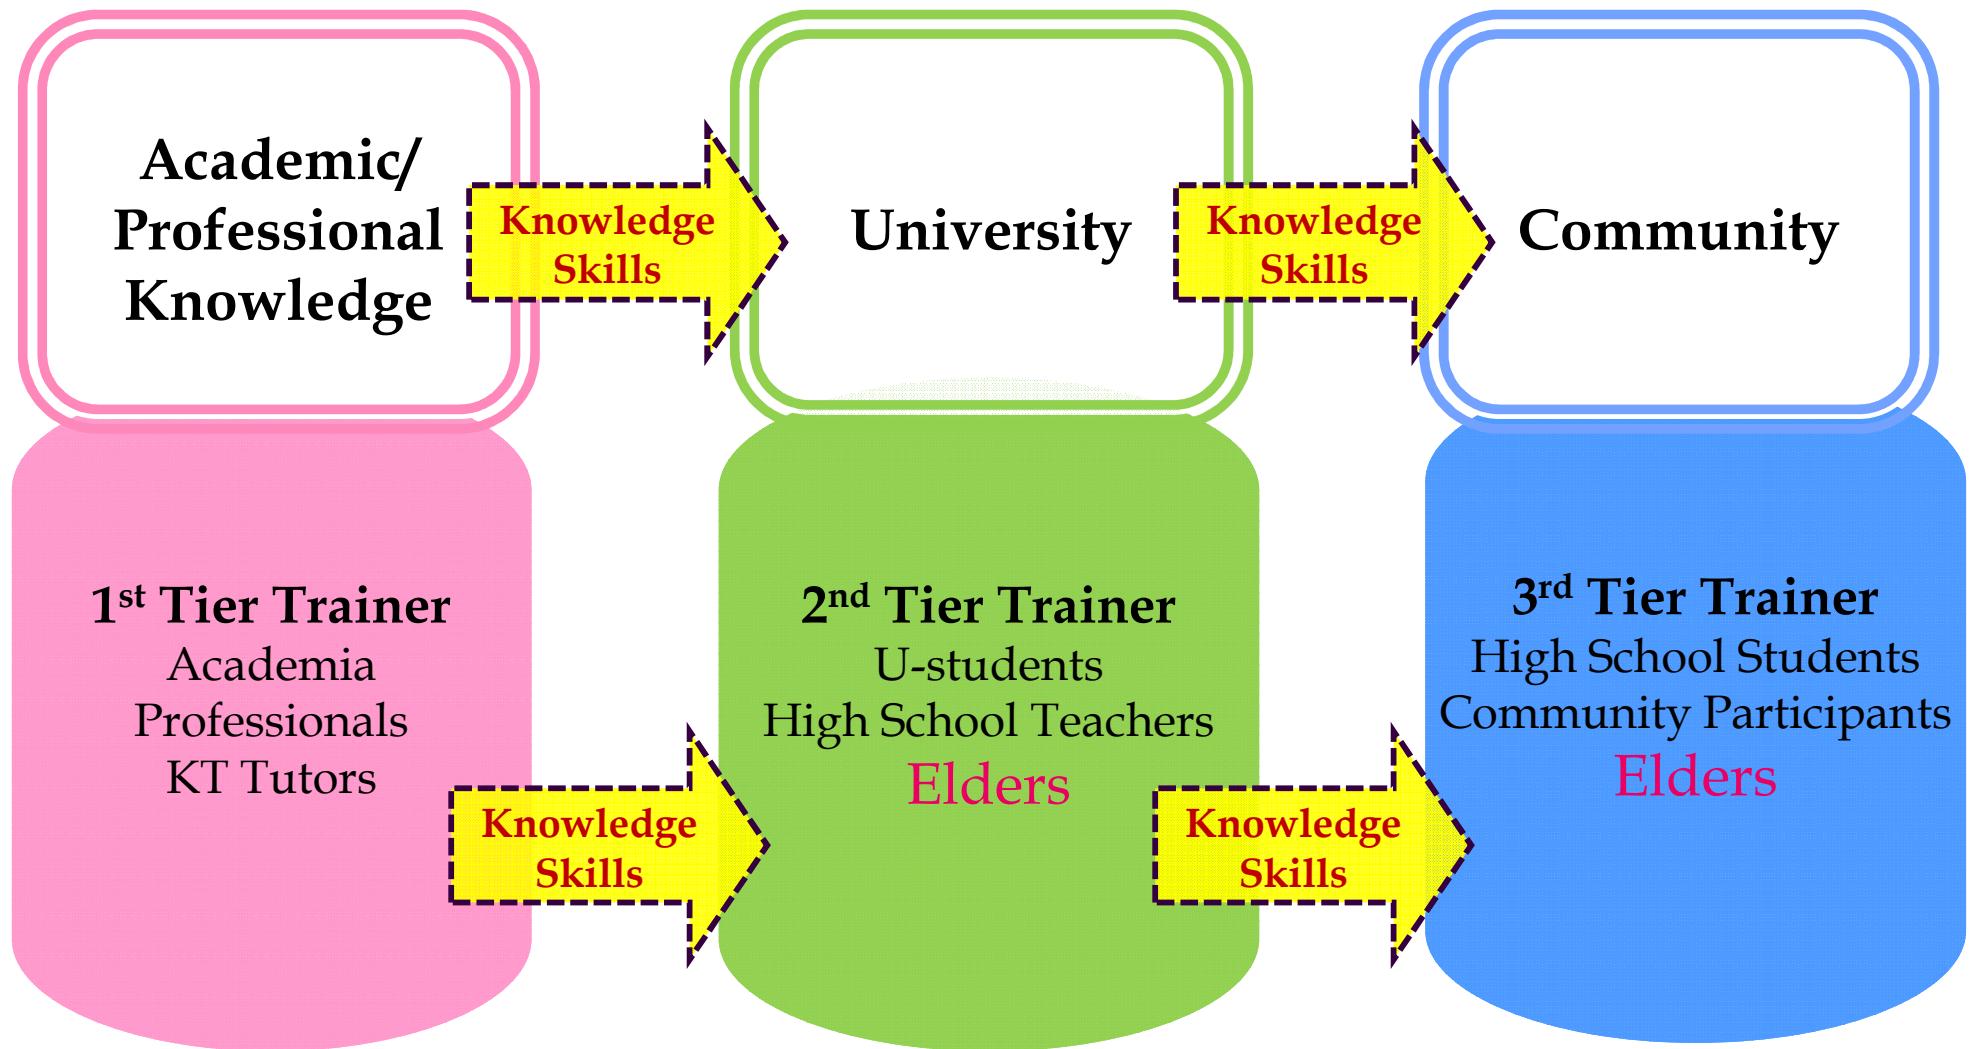 Academic/
Professional
Knowledge
Knowledge
Skills
University
Knowledge
Skills
Community
1st Tier Trainer
Academia
Professionals
KT Tutors
Knowledge
Skills
2nd Tier Trainer
U-students
High School Teachers
Elders
Knowledge
Skills
3rd Tier Trainer
High School Students
Community Participants
Elders